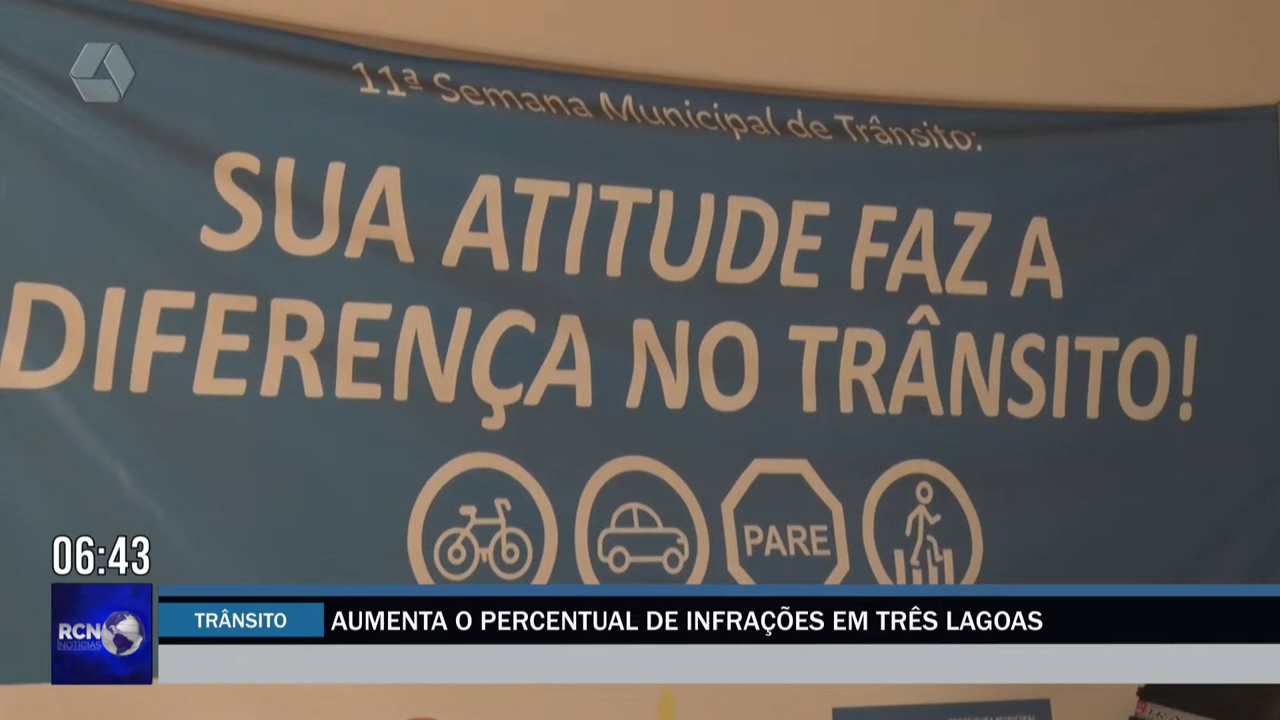 11ª Semana Municipal de Trânsito:
SUA ATITUDE FAZ A
DIFERENÇA NO TRÂNSITO!
PARE
06:43
RCN
NOTÍCIAS
TRÂNSITO
AUMENTA O PERCENTUAL DE INFRAÇÕES EM TRÊS LAGOAS